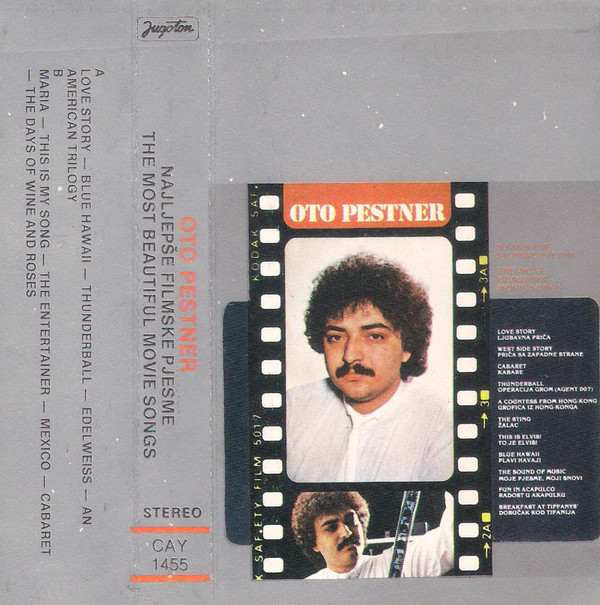 Jugoton
A
LOVE STORY — BLUE HAWAII — THUNDERBALL — EDELWEISS — AN
AMERICAN TRILOGY
B
MARIA — THIS IS MY SONG — THE ENTERTAINER — MEXICO — CABARET
— THE DAYS OF WINE AND ROSES
OTO PESTNER
NAJLJEPŠE FILMSKE PJESME
THE MOST BEAUTIFUL MOVIE SONGS
STEREO
CAY
1455
OTO PESTNER
KODAK SAF.
3A
3
2A
K SAFETY FILM 5017
LOVE STORY
LJUBAVNA PRIČA
WEST SIDE STORY
PRIČA SA ZAPADNE STRANE
CABARET
KABARE
THUNDERBALL
OPERACIJA GROM (AGENT 007)
A COUNTESS FROM HONG-KONG
GROFICA IZ HONG-KONGA
THE STING
ŽALAC
THIS IS ELVIS!
TO JE ELVIS!
BLUE HAWAII
PLAVI HAVAJI
THE SOUND OF MUSIC
MOJE PJESME, MOJI SNOVI
FUN IN ACAPULCO
RADOST U AKAPULKU
BREAKFAST AT TIFFANYS'
DORUČAK KOD TIFANIJA